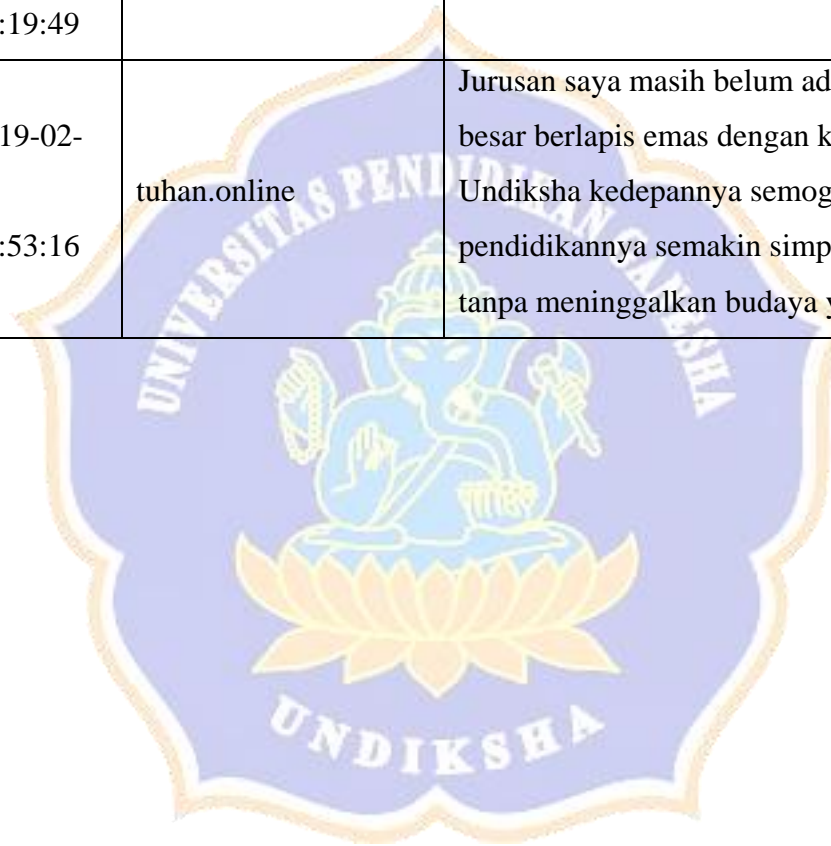 :19:49
19-02-
:53:16
tuhan.online
Jurusan saya masih belum ad
besar berlapis emas dengan k
Undiksha kedepannya semog
pendidikannya semakin simp
tanpa meninggalkan budaya y
UNIVERSITAS PENDIDIKAN GANESHA
UNDIKSHA